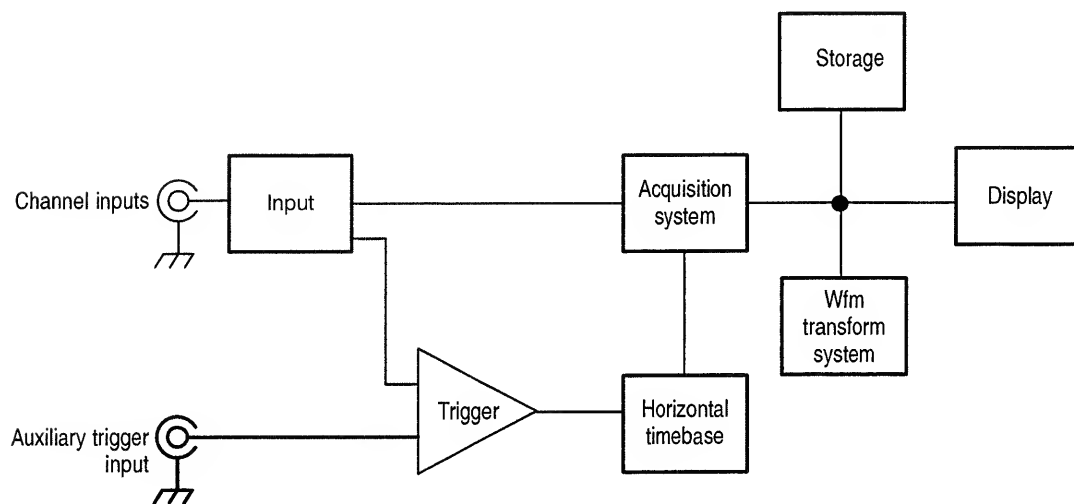 Storage
Channel inputs
Input
Acquisition
system
Display
Wfm
transform
system
Trigger
Horizontal
timebase
Auxiliary trigger
input